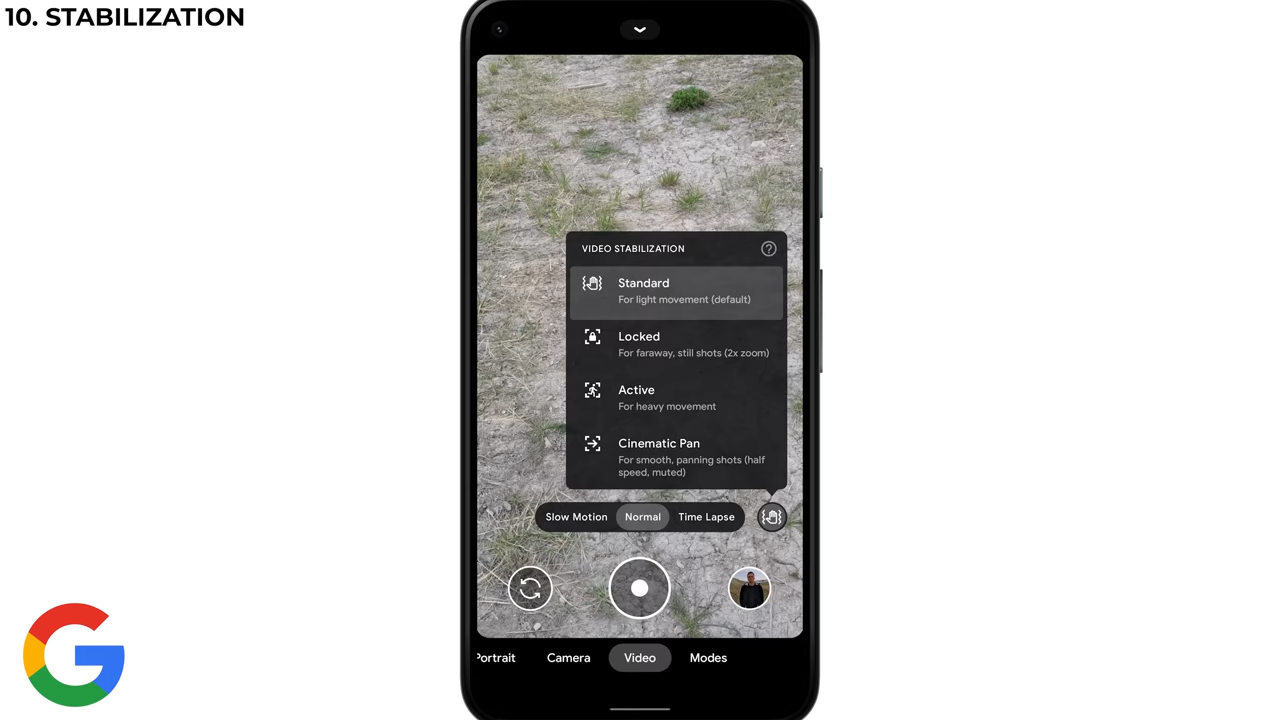 10. STABILIZATION
VIDEO STABILIZATION
Standard
For light movement (default)
Locked
For faraway, still shots (2x zoom)
Active
For heavy movement
Cinematic Pan
For smooth, panning shots (half
speed, muted)
Slow Motion Normal Time Lapse
Portrait Camera Video Modes